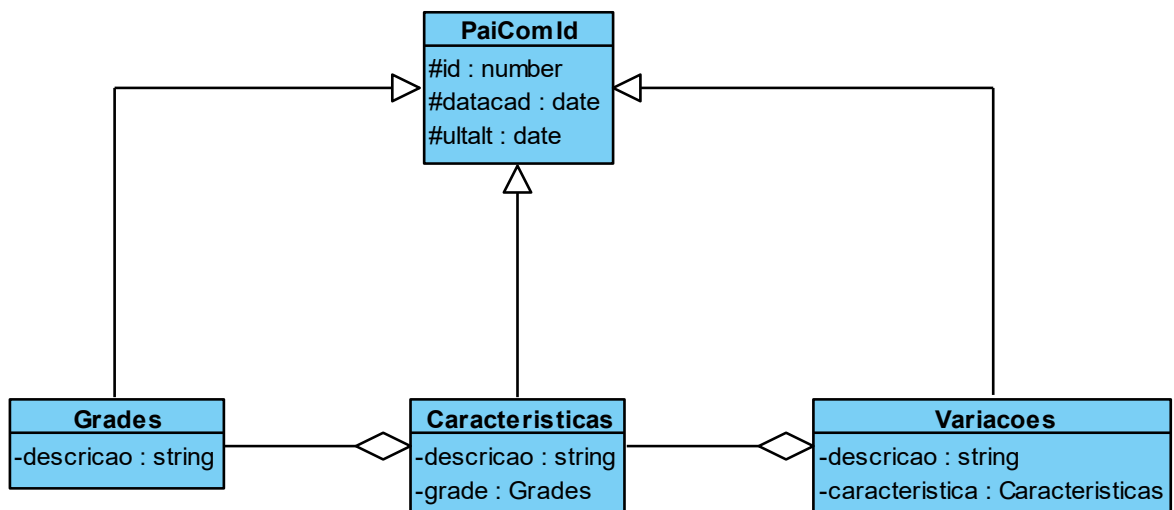 PaiComId
#id : number
#datacad : date
#ultalt : date
Grades
-descricao : string
Caracteristicas
-descricao : string
-grade : Grades
Variacoes
-descricao : string
-caracteristica : Caracteristicas